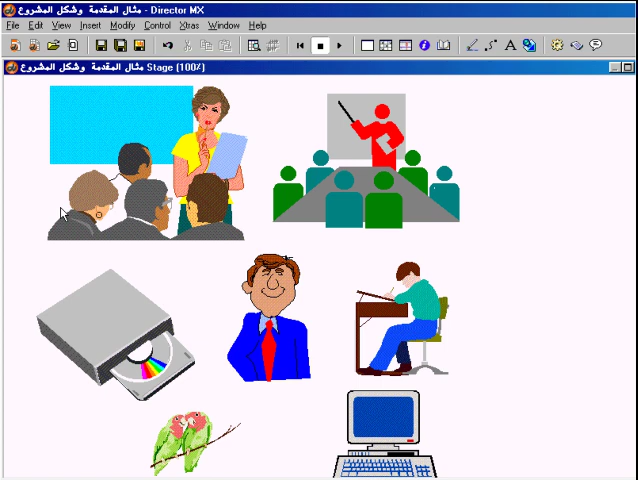 مثال المقدمة وشكل المشروع - Director MX
File Edit View Insert Modify Control Xtras Window Help
مثال المقدمة وشكل المشروع Stage (100%)